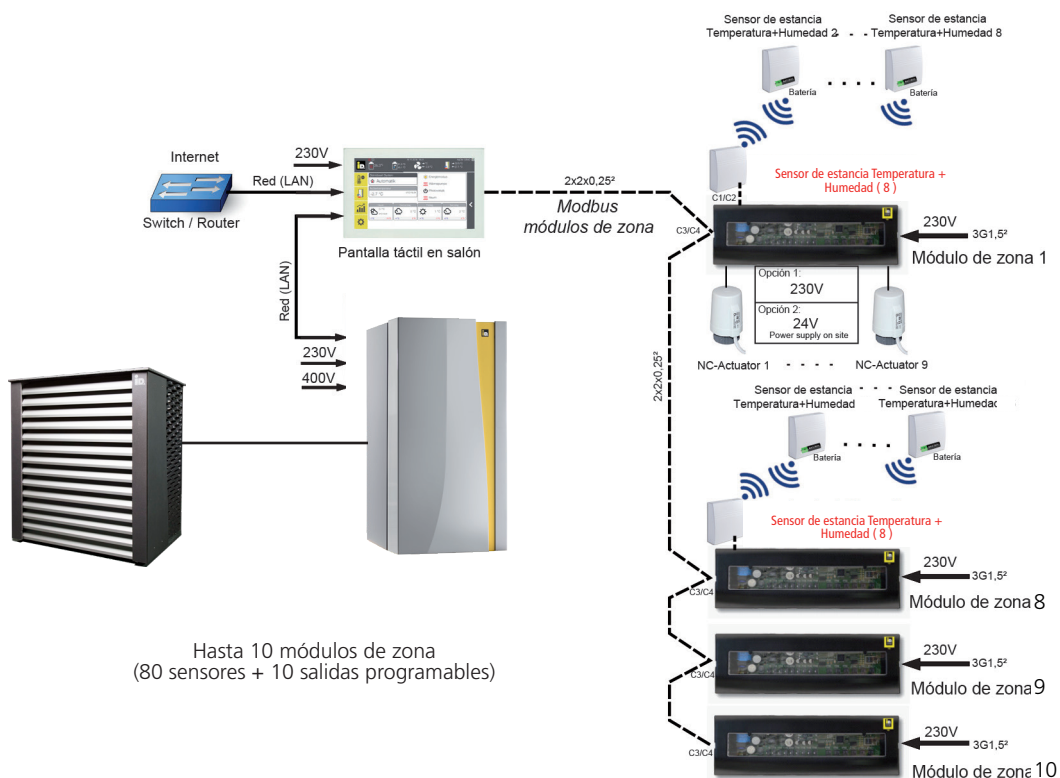 Sensor de estancia
Temperatura+Humedad 2
Sensor de estancia
Temperatura+Humedad 8
Batería
Batería
Internet
230V
Red (LAN)
Switch / Router
Automatik
Pantalla táctil en salón
2x2x0,25²
Modbus
módulos de zona
Sensor de estancia Temperatura +
Humedad ( 8 )
C1/C2
C3/C4
230V
3G1,5²
Módulo de zona 1
Opción 1:
230V
Opción 2:
24V
Power supply on site
NC-Actuator 1
NC-Actuator 9
Red (LAN)
230V
400V
2x2x0,25²
Sensor de estancia
Temperatura+Humedad
Sensor de estancia
Temperatura+Humedad
Batería
Batería
Sensor de estancia Temperatura +
Humedad ( 8 )
C3/C4
230V
3G1,5²
Módulo de zona 8
Hasta 10 módulos de zona
(80 sensores + 10 salidas programables)
C3/C4
230V
3G1,5²
Módulo de zona 9
C3/C4
230V
3G1,5²
Módulo de zona 10